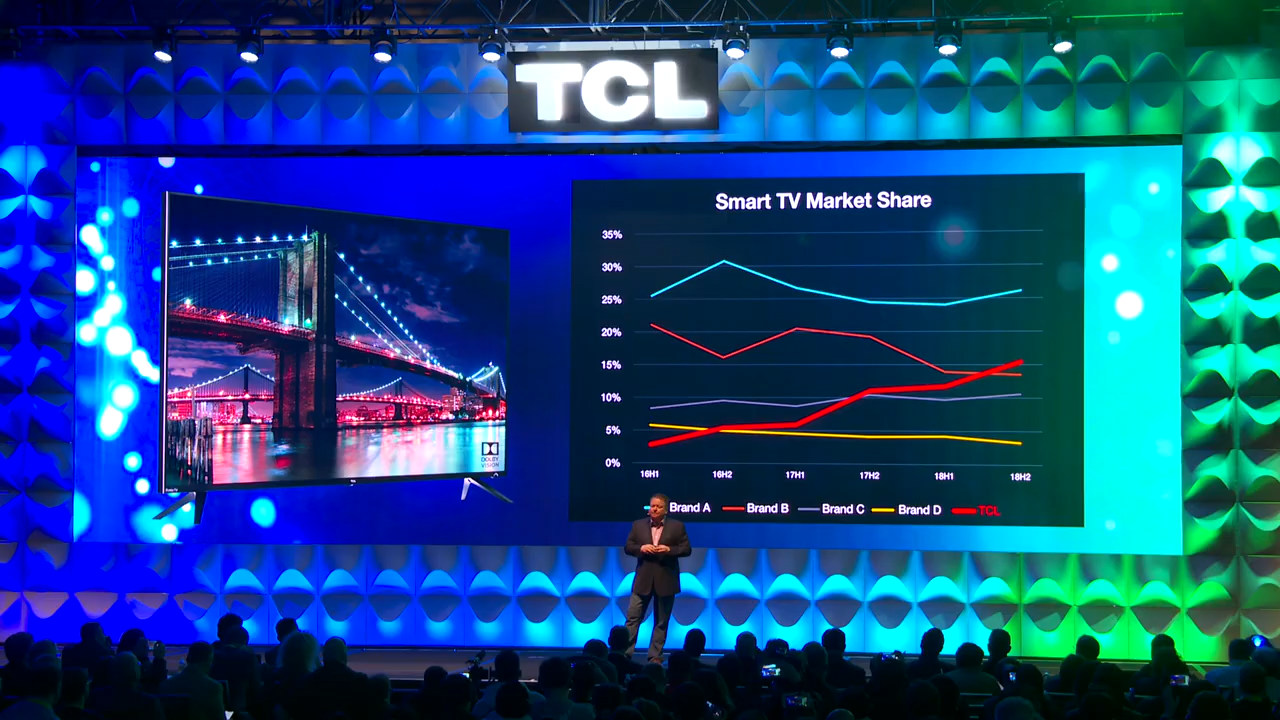 TCL
Smart TV Market Share
35%
30%
25%
20%
15%
10%
5%
0%
16H1 16H2 17H1 17H2 18H1 18H2
Brand A Brand B Brand C Brand D TCL
DOLBY
VISION
TCL